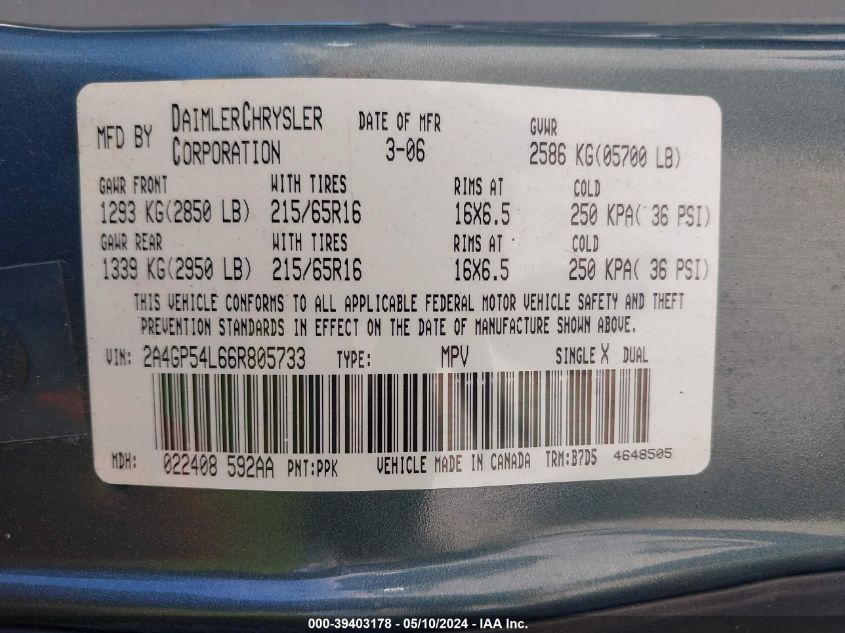 MFD BY DAIMLERCHRYSLER CORPORATION DATE OF MFR 3-06 GVWR 2586 KG(05700 LB)
GAWR FRONT WITH TIRES RIMS AT COLD
1293 KG(2850 LB) 215/65R16 16X6.5 250 KPA( 36 PSI)
GAWR REAR WITH TIRES RIMS AT COLD
1339 KG(2950 LB) 215/65R16 16X6.5 250 KPA( 36 PSI)
THIS VEHICLE CONFORMS TO ALL APPLICABLE FEDERAL MOTOR VEHICLE SAFETY AND THEFT
PREVENTION STANDARDS IN EFFECT ON THE DATE OF MANUFACTURE SHOWN ABOVE.
VIN: 2A4GP54L66R805733 TYPE: MPV SINGLE X DUAL
MDH: 022408 592AA PNT:PPK VEHICLE MADE IN CANADA TRM:B7D5 4648505
000-39403178 - 05/10/2024 - IAAI Inc.